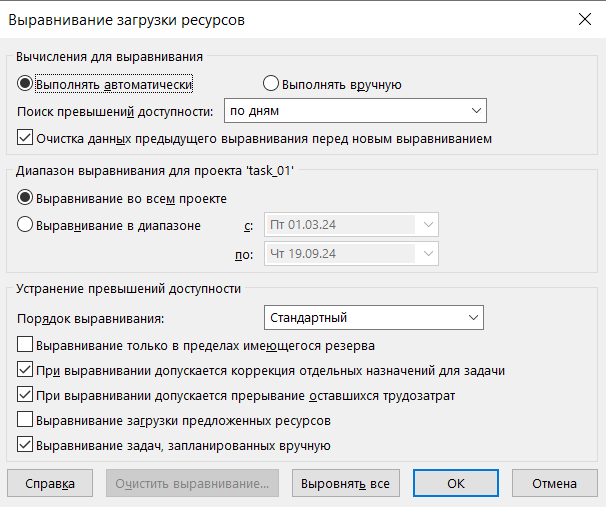 Выравнивание загрузки ресурсов
Вычисления для выравнивания
Выполнять автоматически Выполнять вручную
Поиск превышений доступности: по дням
Очистка данных предыдущего выравнивания перед новым выравниванием
Диапазон выравнивания для проекта 'task_01'
Выравнивание во всем проекте
Выравнивание в диапазоне с: Пт 01.03.24
по: Чт 19.09.24
Устранение превышений доступности
Порядок выравнивания: Стандартный
Выравнивание только в пределах имеющегося резерва
При выравнивании допускается коррекция отдельных назначений для задачи
При выравнивании допускается прерывание оставшихся трудозатрат
Выравнивание загрузки предложенных ресурсов
Выравнивание задач, запланированных вручную
Справка Очистить выравнивание... Выровнять все ОК Отмена